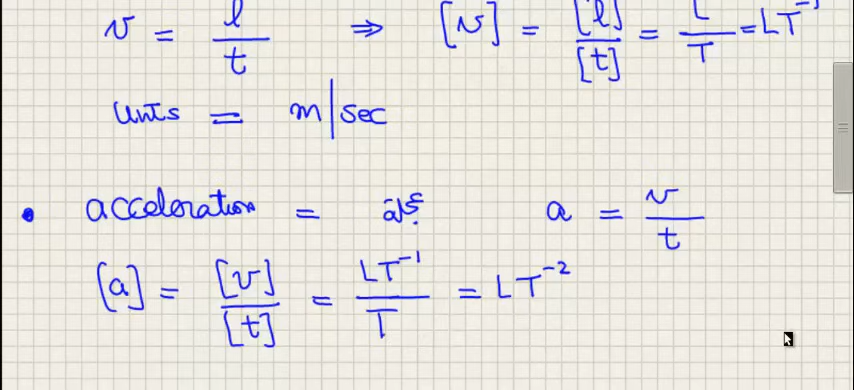 v = l/t ⇒ [v] = [l]/[t] = L/T = LT⁻¹
Units = m/sec
• acceleration = a = v/t
[a] = [v]/[t] = LT⁻¹/T = LT⁻²